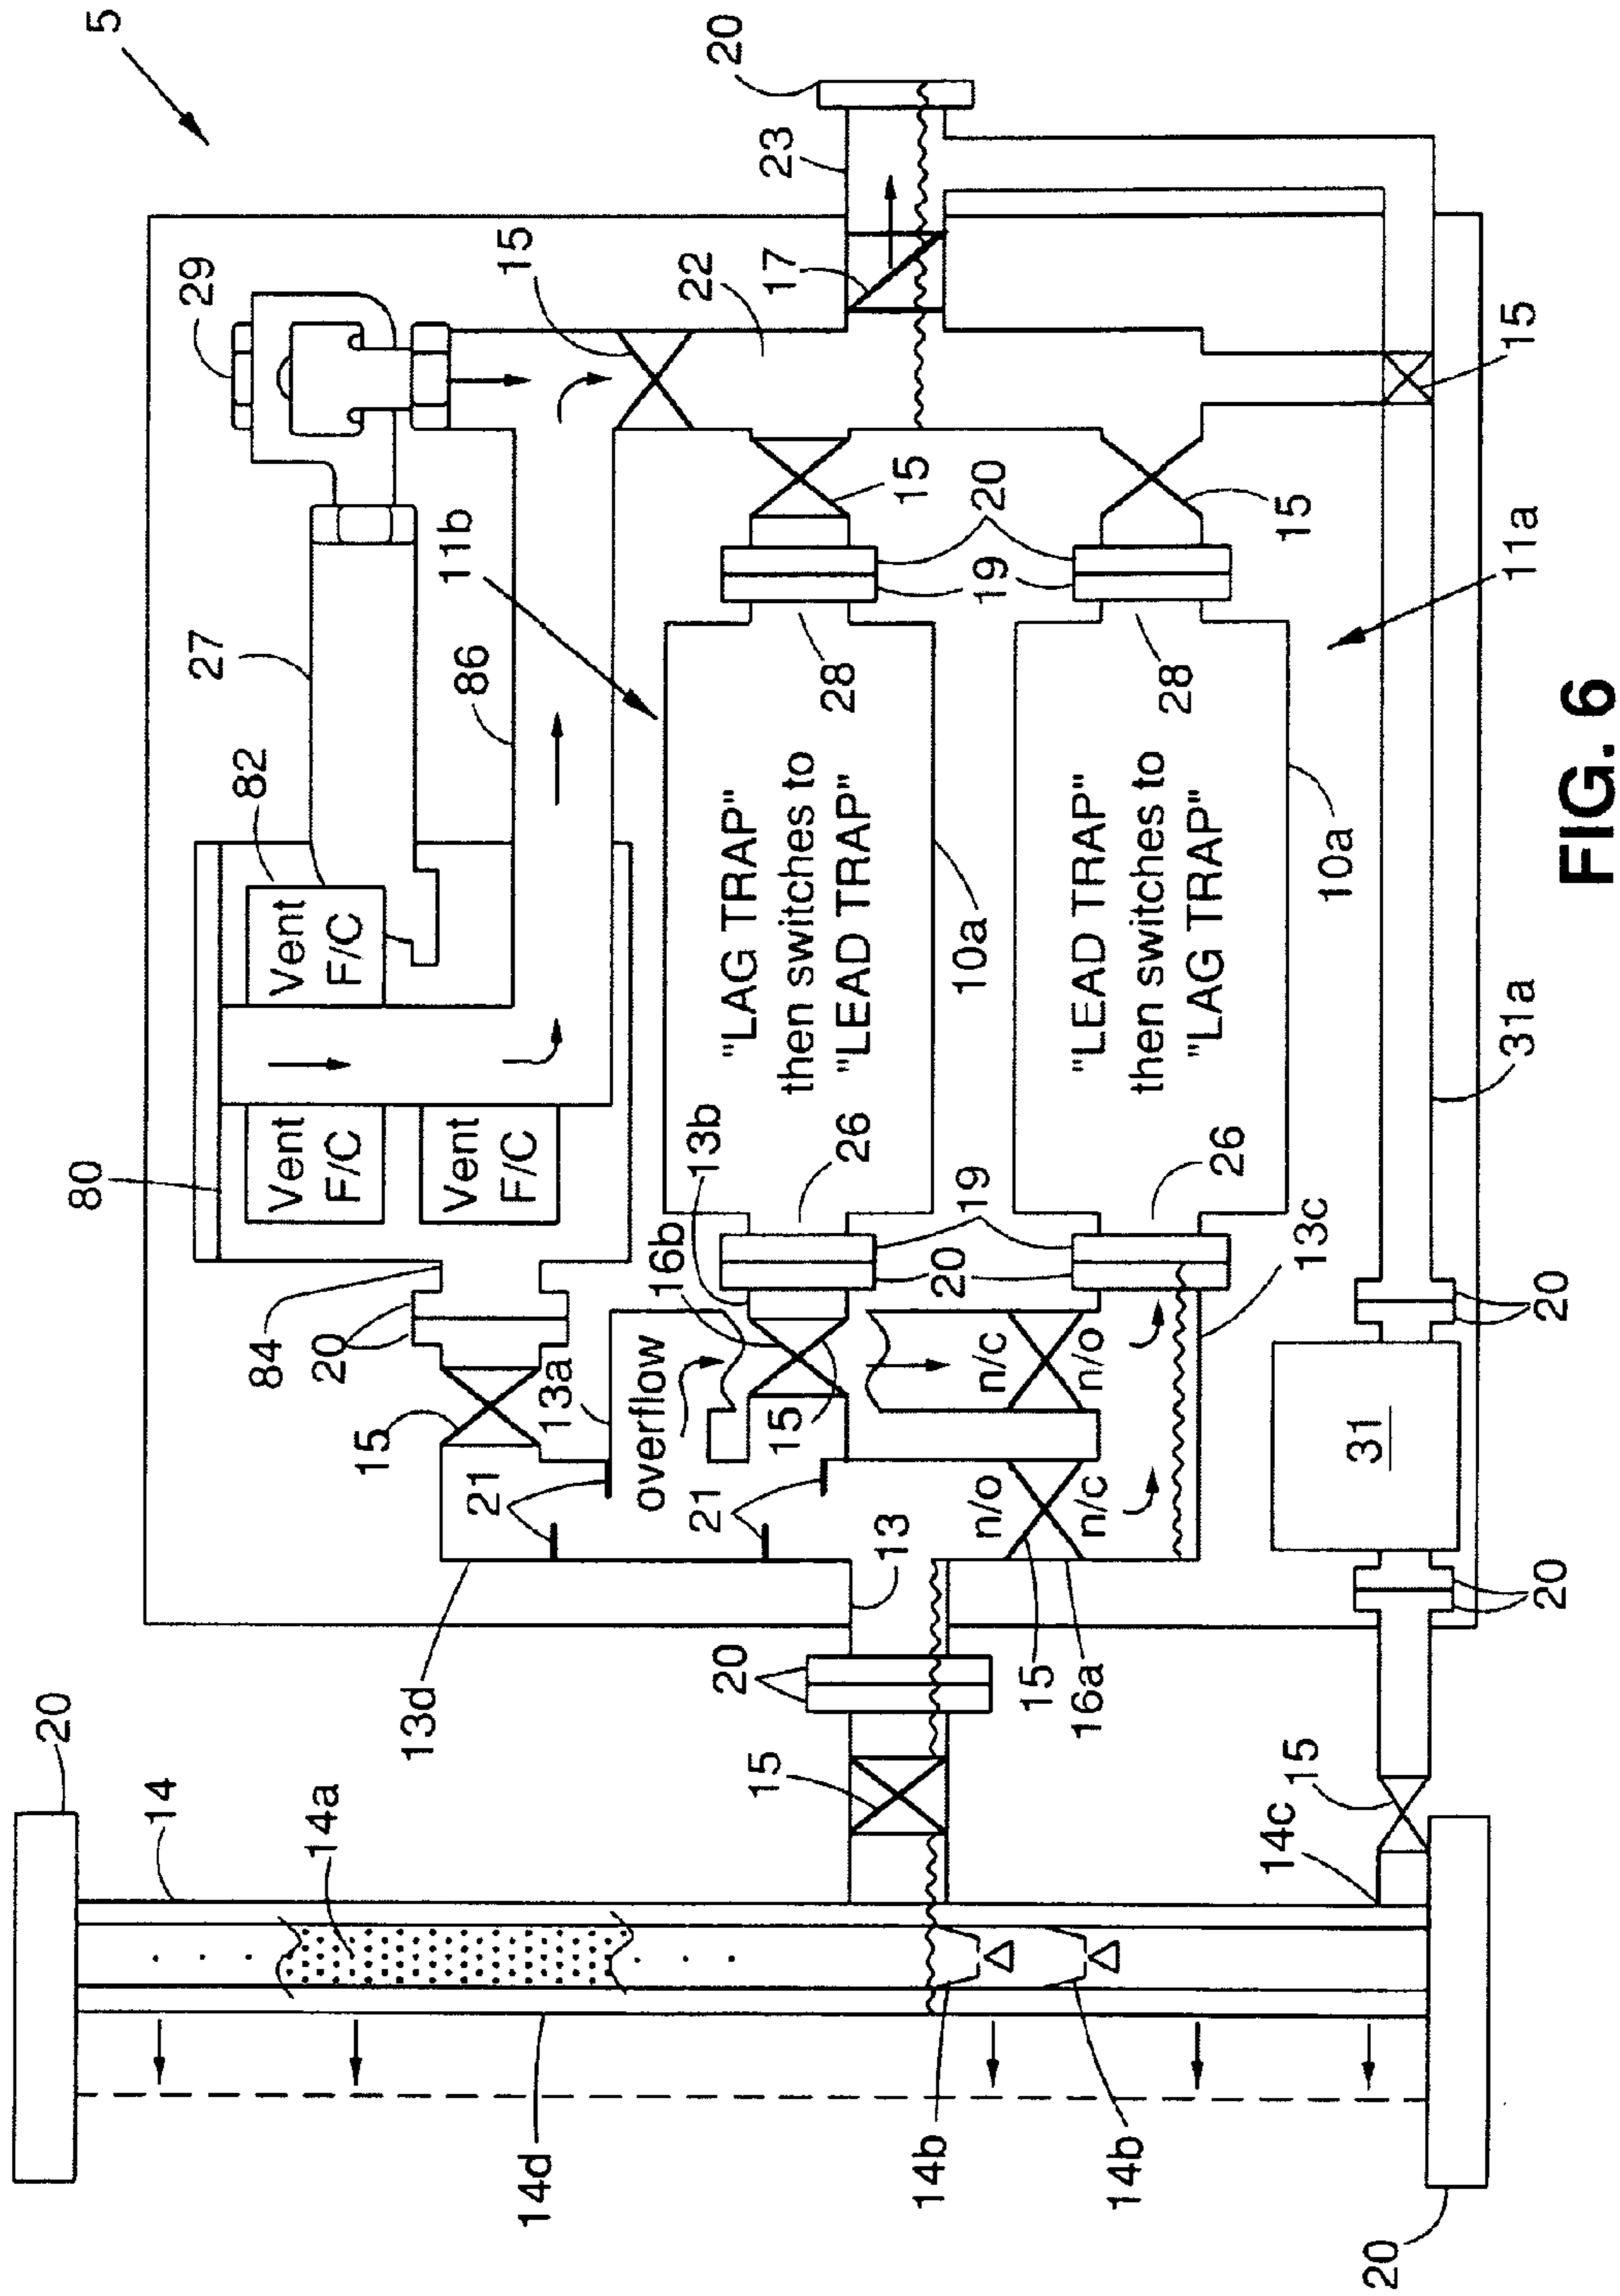 5
20
29
23
15
22
17
27
11b
86
82
Vent
F/C
80
Vent
F/C
Vent
F/C
15
20
19
15
15
11a
28
28
"LAG TRAP"
then switches to
"LEAD TRAP"
10a
"LEAD TRAP"
then switches to
"LAG TRAP"
10a
31a
13b
26
16b
19
20
26
13c
84
20
13a
15
overflow
21
21
15
n/c
n/o
n/o
n/c
20
31
20
13
13d
20
15
16a
15
15
14c
20
14
14a
14d
14b
14b
20
FIG. 6